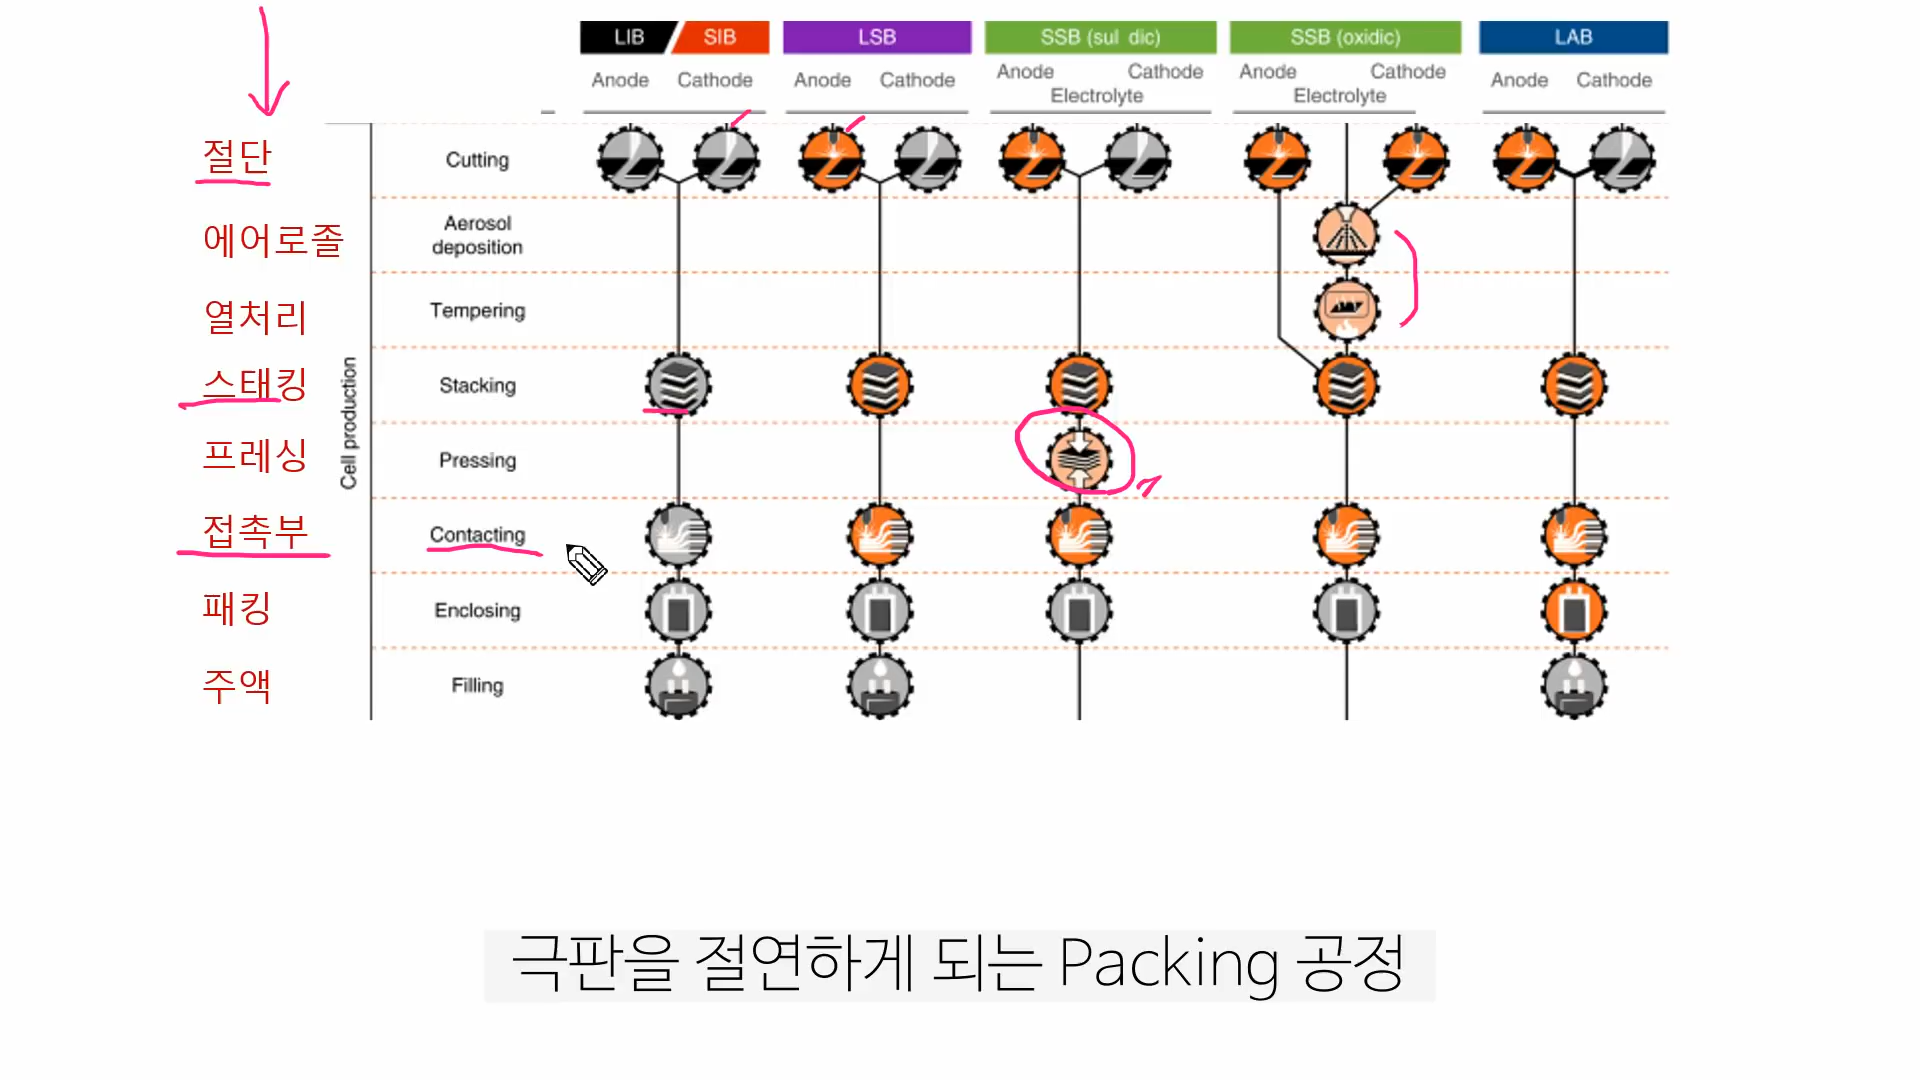 LIB SIB LSB SSB (sul dic) SSB (oxidic) LAB
Anode Cathode Anode Cathode Anode Cathode Anode Cathode Anode Cathode
Electrolyte Electrolyte
절단 Cutting
에어로졸 Aerosol
deposition
열처리 Tempering
스태킹 Stacking
Cell production
프레싱 Pressing
접촉부 Contacting
패킹 Enclosing
주액 Filling
극판을 절연하게 되는 Packing 공정